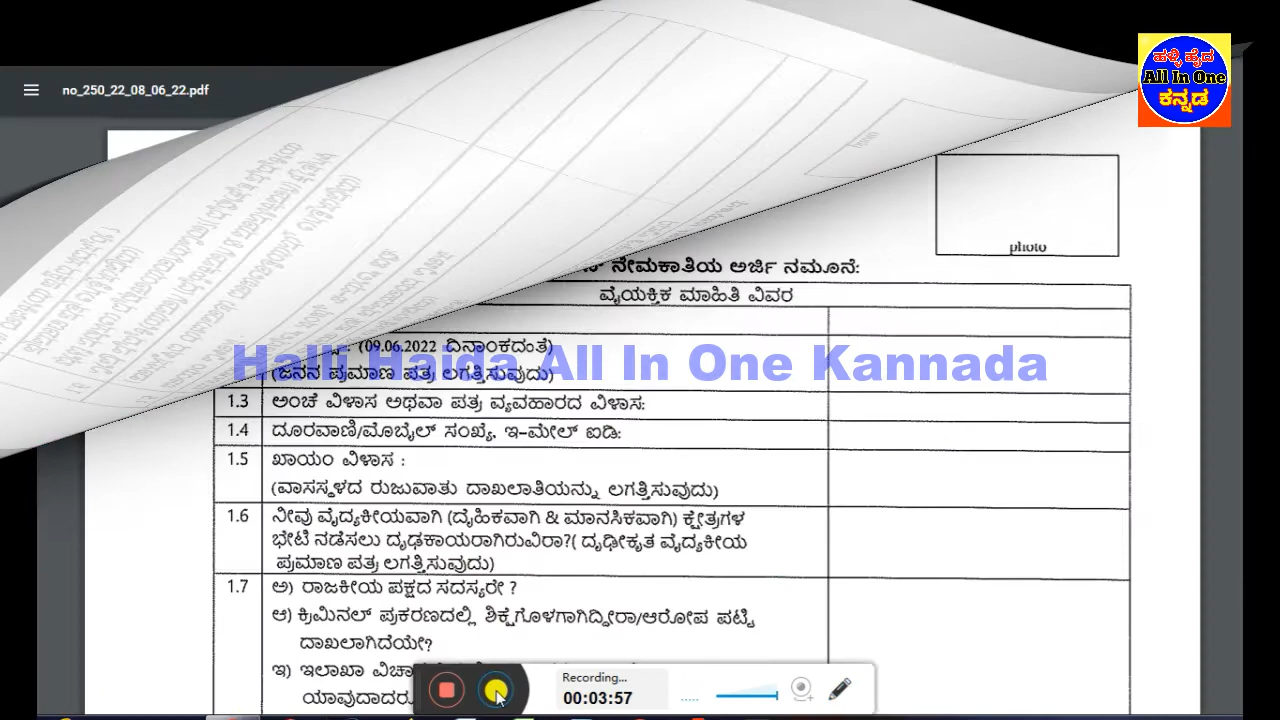 ಹಳ್ಳಿ ಹೈದ
All In One
ಕನ್ನಡ
no_250_22_08_06_22.pdf
photo
ನೇಮಕಾತಿಯ ಅರ್ಜಿ ನಮೂನೆ:
ವೈಯಕ್ತಿಕ ಮಾಹಿತಿ ವಿವರ
(09.06.2022 ದಿನಾಂಕದಂತೆ)
Halli Haida All In One Kannada
(ಜನನ ಪ್ರಮಾಣ ಪತ್ರ ಲಗತ್ತಿಸುವುದು)
1.3 ಅಂಚೆ ವಿಳಾಸ ಅಥವಾ ಪತ್ರ ವ್ಯವಹಾರದ ವಿಳಾಸ:
1.4 ದೂರವಾಣಿ/ಮೊಬೈಲ್ ಸಂಖ್ಯೆ. ಇ-ಮೇಲ್ ಐಡಿ:
1.5 ಖಾಯಂ ವಿಳಾಸ :
(ವಾಸಸ್ಥಳದ ರುಜುವಾತು ದಾಖಲಾತಿಯನ್ನು ಲಗತ್ತಿಸುವುದು)
1.6 ನೀವು ವೈದ್ಯಕೀಯವಾಗಿ (ದೈಹಿಕವಾಗಿ & ಮಾನಸಿಕವಾಗಿ) ಕ್ಷೇತ್ರಗಳ
ಭೇಟಿ ನಡೆಸಲು ದೃಢಕಾಯರಾಗಿರುವಿರಾ?( ದೃಢೀಕೃತ ವೈದ್ಯಕೀಯ
ಪ್ರಮಾಣ ಪತ್ರ ಲಗತ್ತಿಸುವುದು)
1.7 ಅ) ರಾಜಕೀಯ ಪಕ್ಷದ ಸದಸ್ಯರೇ ?
ಆ) ಕ್ರಿಮಿನಲ್ ಪ್ರಕರಣದಲ್ಲಿ ಶಿಕ್ಷೆಗೊಳಗಾಗಿದ್ದೀರಾ/ಆರೋಪ ಪಟ್ಟಿ
ದಾಖಲಾಗಿದೆಯೇ?
ಇ) ಇಲಾಖಾ
Recording...
00:03:57